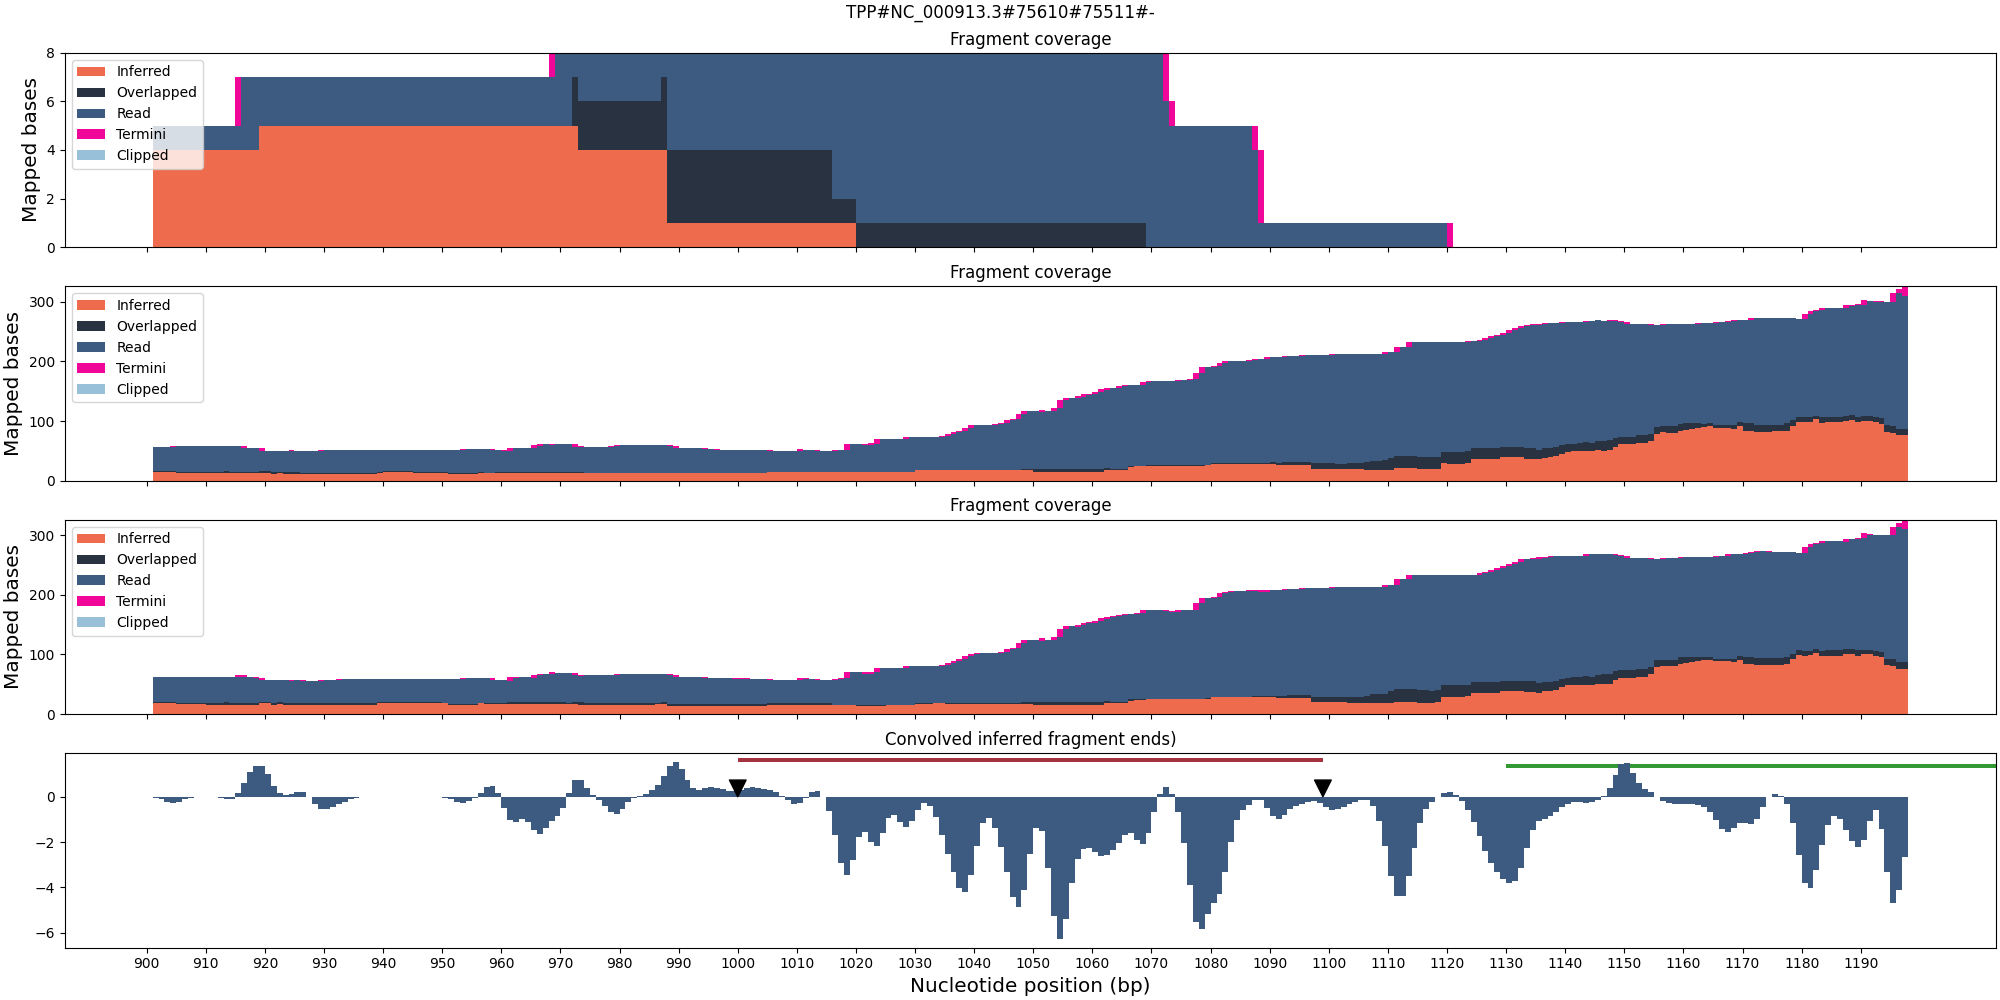 TPP#NC_000913.3#75610#75511#-
Fragment coverage
Mapped bases
8
6
4
2
0
Inferred
Overlapped
Read
Termini
Clipped
Fragment coverage
Mapped bases
300
200
100
0
Inferred
Overlapped
Read
Termini
Clipped
Fragment coverage
Mapped bases
300
200
100
0
Inferred
Overlapped
Read
Termini
Clipped
Convolved inferred fragment ends)
0
−2
−4
−6
900 910 920 930 940 950 960 970 980 990 1000 1010 1020 1030 1040 1050 1060 1070 1080 1090 1100 1110 1120 1130 1140 1150 1160 1170 1180 1190
Nucleotide position (bp)